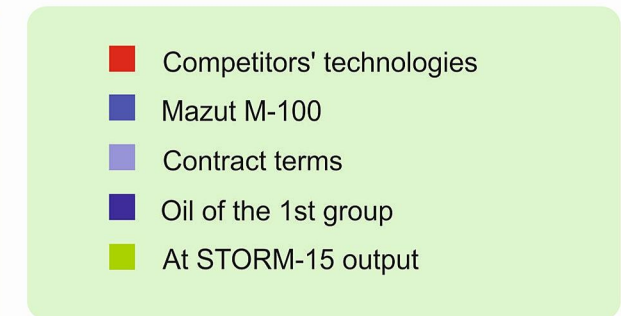 Competitors' technologies
Mazut M-100
Contract terms
Oil of the 1st group
At STORM-15 output